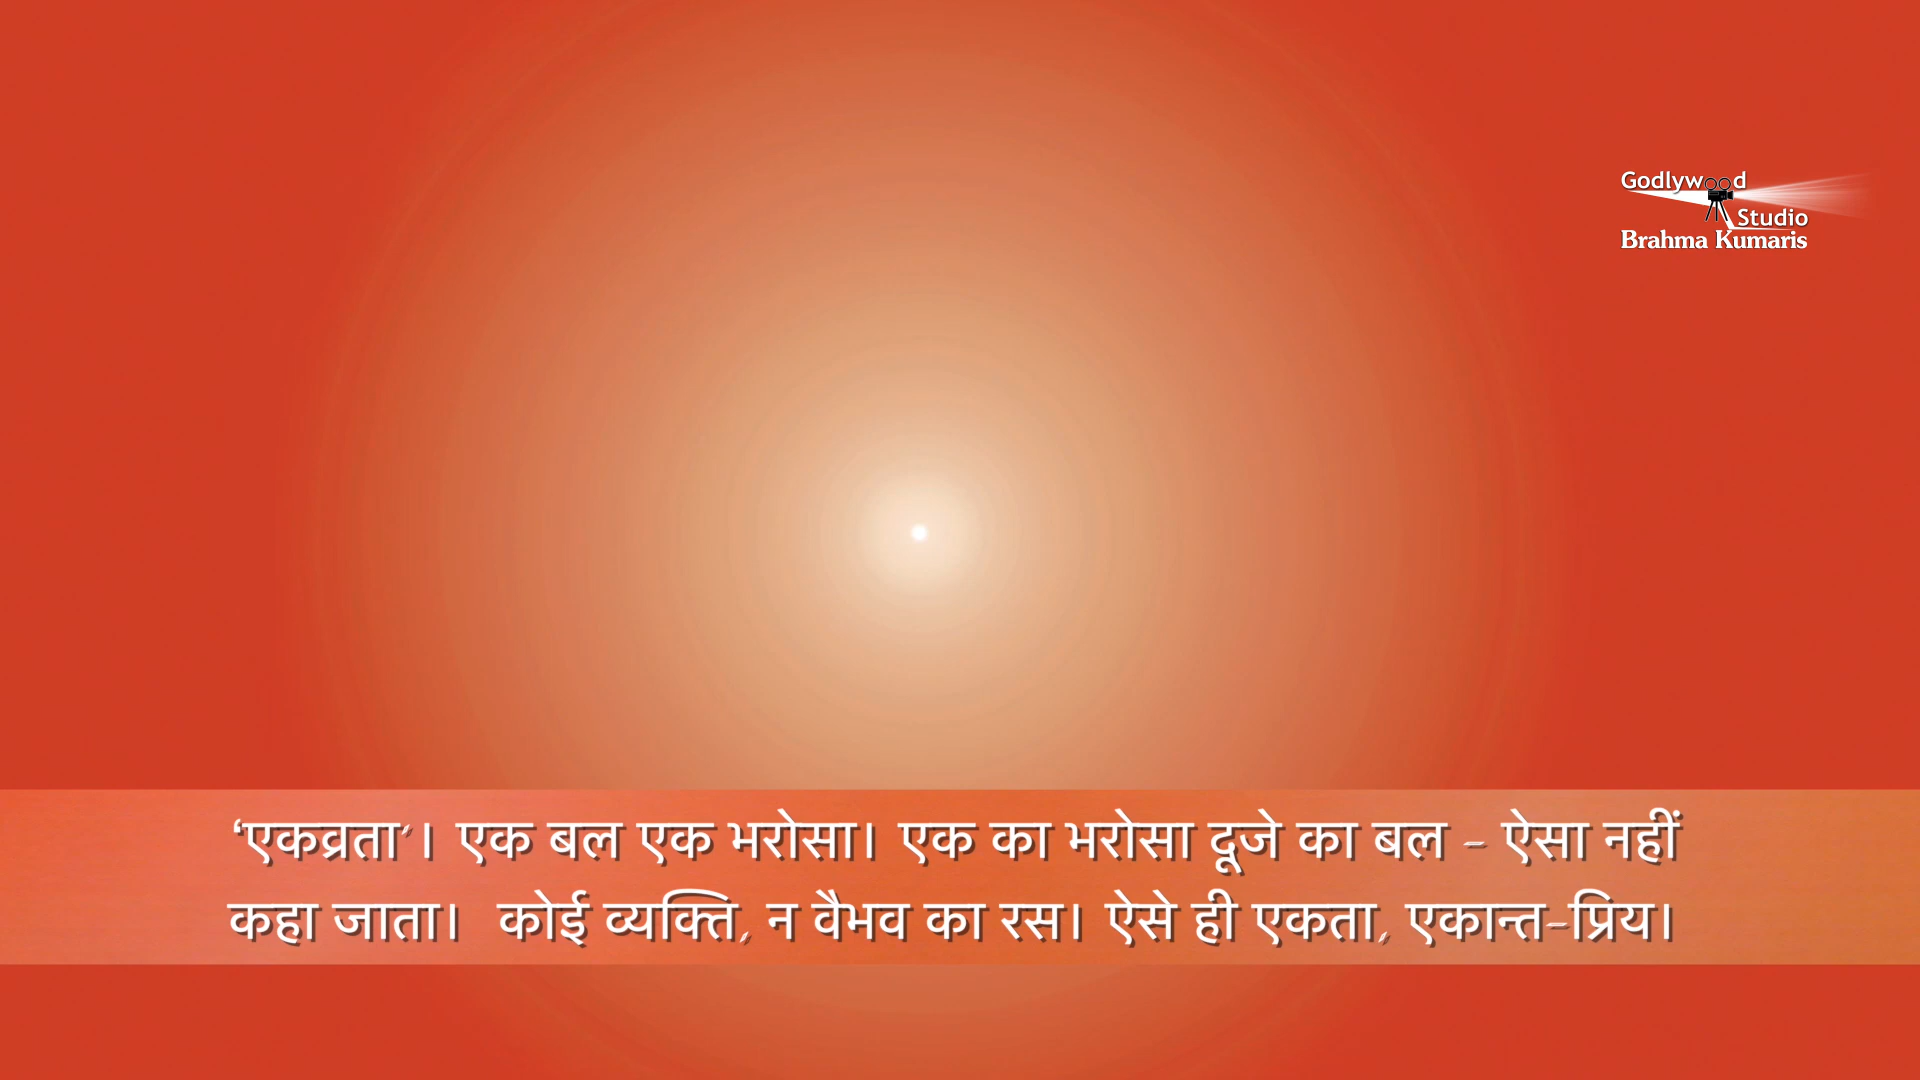 Godlywood
Studio
Brahma Kumaris
‘एकव्रता’। एक बल एक भरोसा। एक का भरोसा दूजे का बल - ऐसा नहीं
कहा जाता। कोई व्यक्ति, न वैभव का रस। ऐसे ही एकता, एकान्त-प्रिय।